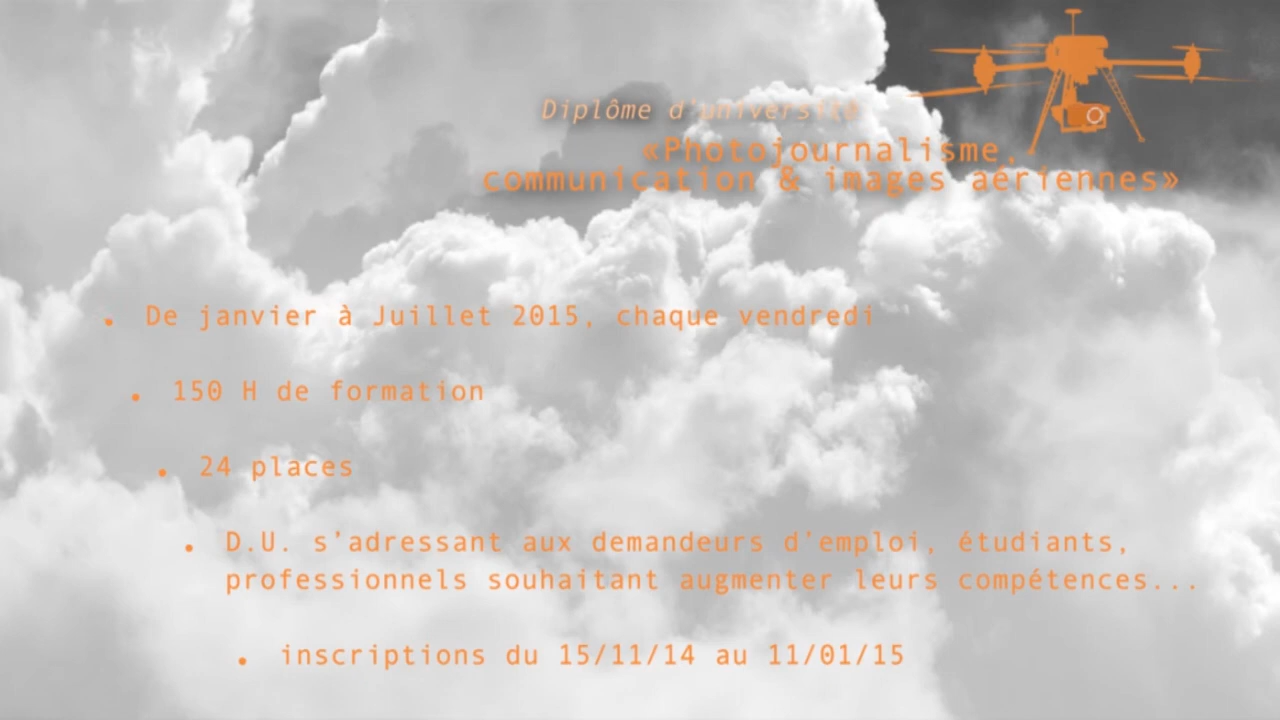 Diplôme d'université
«Photojournalisme,
communication & images aériennes»
. De janvier à Juillet 2015, chaque vendredi
. 150 H de formation
. 24 places
. D.U. s'adressant aux demandeurs d'emploi, étudiants,
professionnels souhaitant augmenter leurs compétences...
. inscriptions du 15/11/14 au 11/01/15